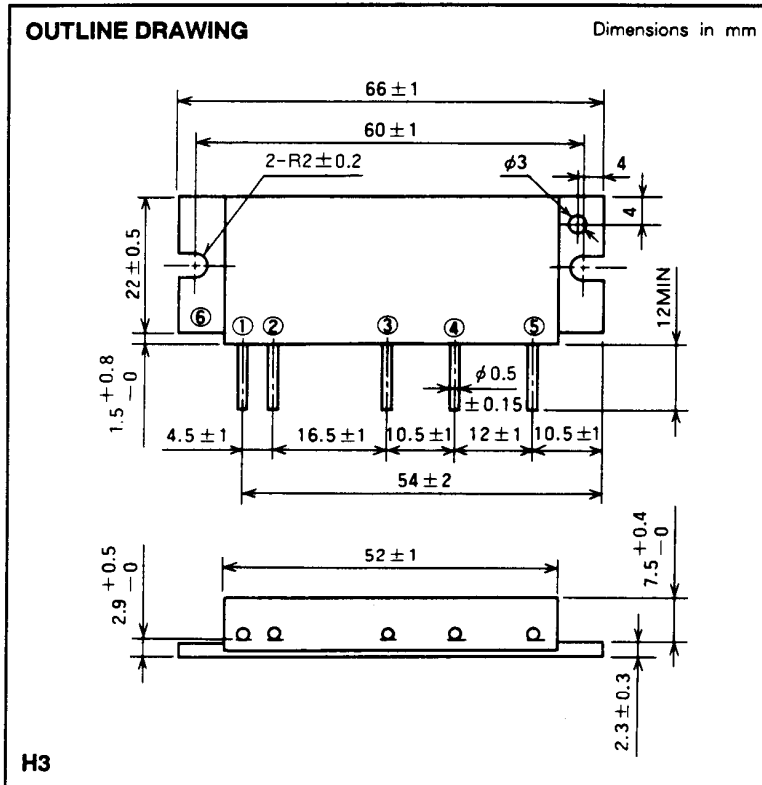 OUTLINE DRAWING
Dimensions in mm
66±1
60±1
2-R2±0.2
φ3
4
4
22±0.5
12MIN
⑥
① ② ③ ④ ⑤
φ0.5
±0.15
1.5 +0.8 -0
4.5±1
16.5±1
10.5±1
12±1
10.5±1
54±2
52±1
2.9 +0.5 -0
7.5 +0.4 -0
2.3±0.3
H3